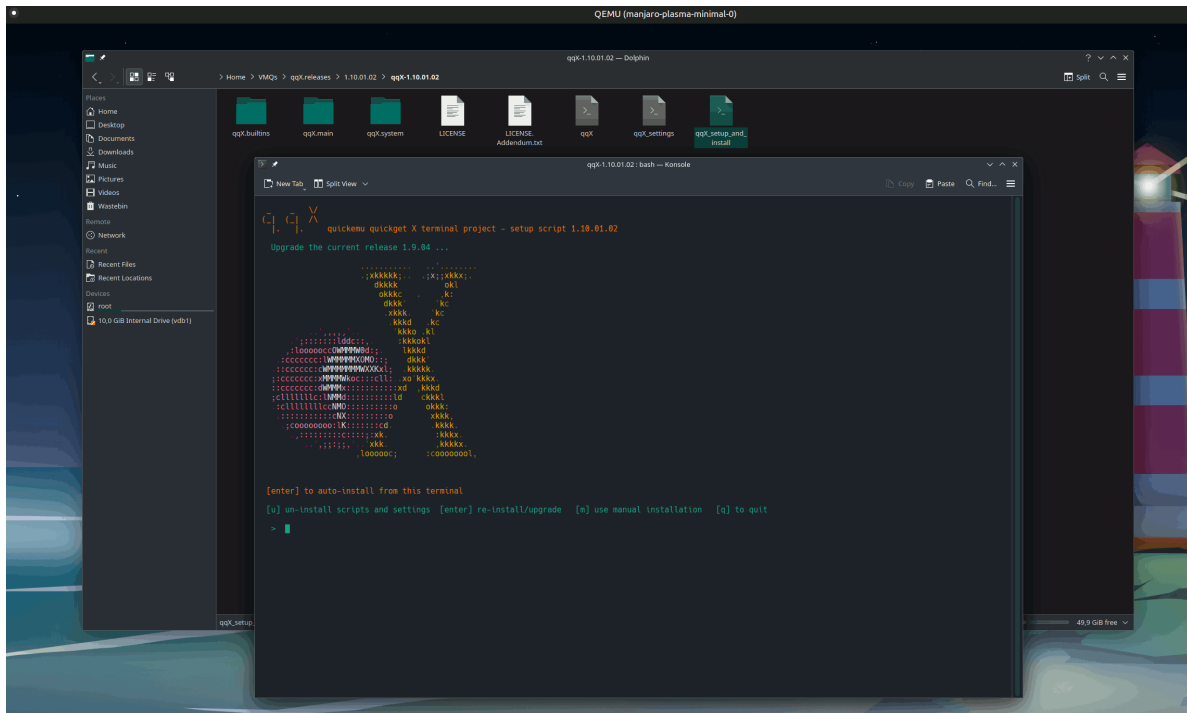 QEMU (manjaro-plasma-minimal-0)
qqX-1.10.01.02 — Dolphin
> Home > VMQs > qqX.releases > 1.10.01.02 > qqX-1.10.01.02
Split
Places
Home
Desktop
Documents
Downloads
Music
Pictures
Videos
Wastebin
Remote
Network
Recent
Recent Files
Recent Locations
Devices
root
10,0 GiB Internal Drive (vdb1)
qqX.builtins
qqX.main
qqX.system
LICENSE
LICENSE.
Addendum.txt
qqX
qqX_settings
qqX_setup_and_
install
qqX-1.10.01.02 : bash — Konsole
New Tab
Split View
Copy
Paste
Find...
quickemu quickget X terminal project - setup script 1.10.01.02
Upgrade the current release 1.9.04 ...
[enter] to auto-install from this terminal
[u] un-install scripts and settings [enter] re-install/upgrade [m] use manual installation [q] to quit
>
qqX_setup_
49,9 GiB free